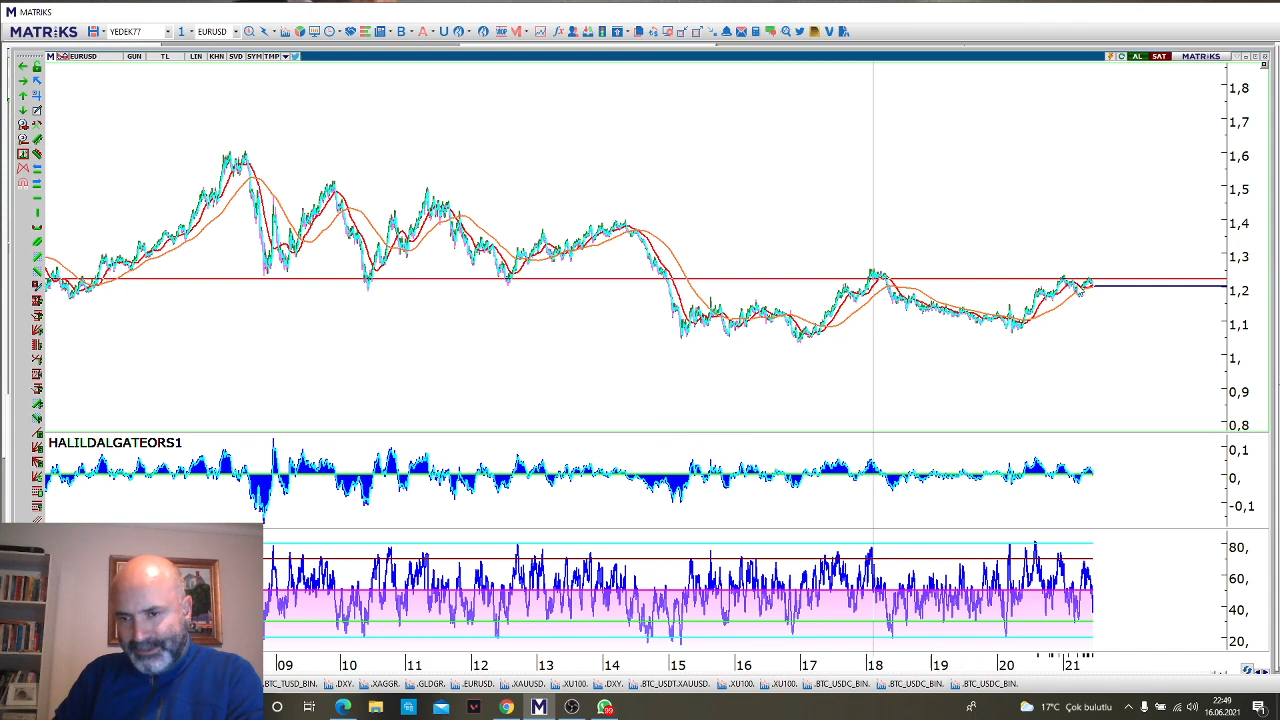 MATRIKS
MATRIKS YEDEK77 1 EURUSD
EURUSD GUN TL LIN KHN SVD SYM TMP AL SAT MATRIKS
1,8
1,7
1,6
1,5
1,4
1,3
1,2
1,1
1,
0,9
0,8
HALILDALGATEORS1
0,1
0,
-0,1
80,
60,
40,
20,
09 10 11 12 13 14 15 16 17 18 19 20 21
.BTC_TUSD_BIN. .DXY. .XAGGR. .GLDGR. .EURUSD. .XAUUSD. .XU100. .DXY. .BTC_USDT.XAUUSD. .XU100. .XU100. .BTC_USDC_BIN. .BTC_USDC_BIN. .BTC_USDC_BIN.
99 17°C Çok bulutlu 22:49
16.06.2021 1